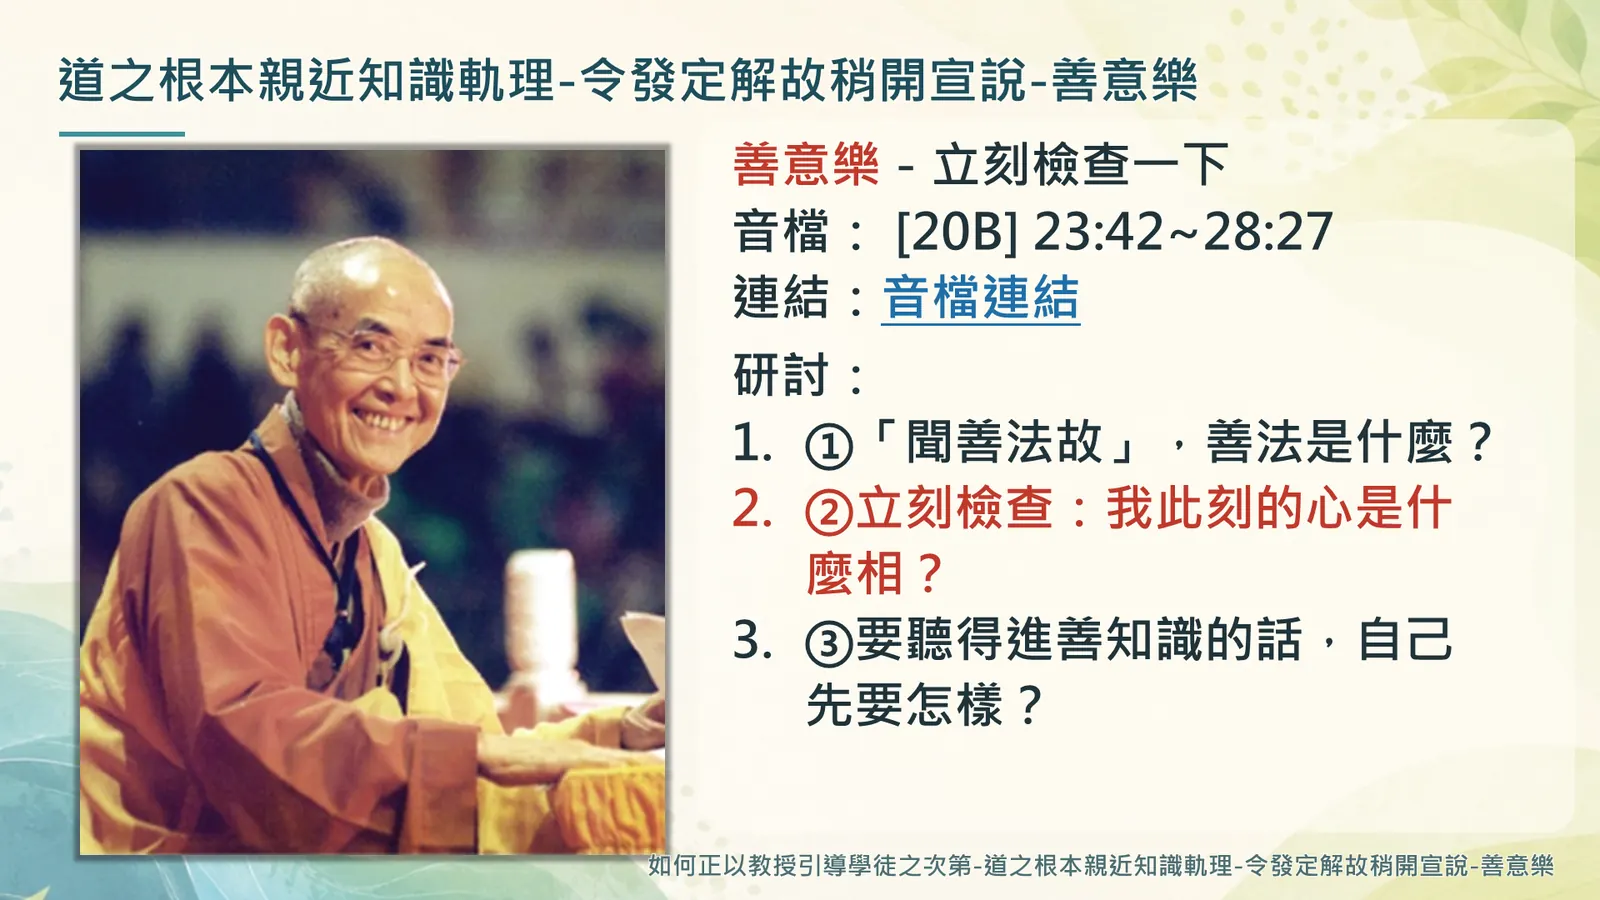 道之根本親近知識軌理-令發定解故稍開宣說-善意樂
善意樂 - 立刻檢查一下
音檔： [20B] 23:42~28:27
連結：音檔連結
研討：
1. ①「聞善法故」，善法是什麼？
2. ②立刻檢查：我此刻的心是什
麼相？
3. ③要聽得進善知識的話，自己
先要怎樣？
如何正以教授引導學徒之次第-道之根本親近知識軌理-令發定解故稍開宣說-善意樂